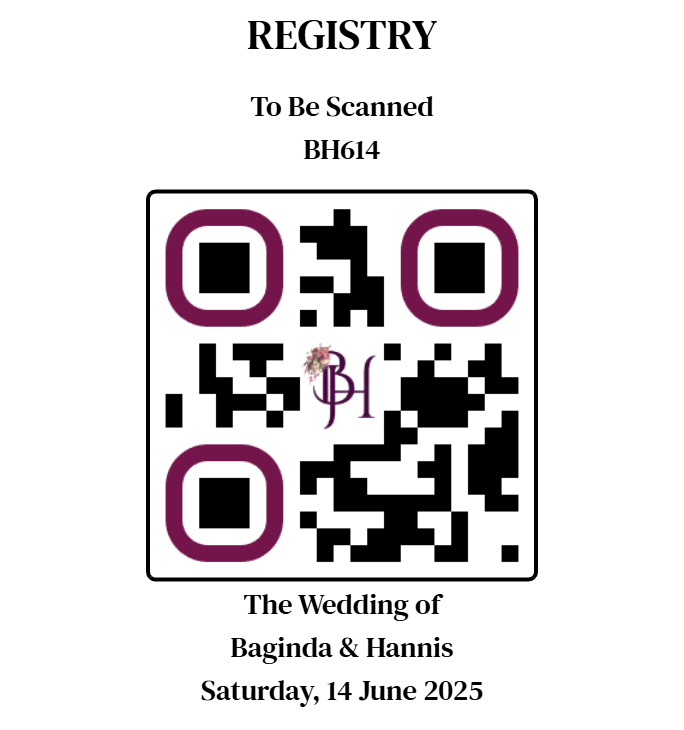 REGISTRY
To Be Scanned
BH614
BH
The Wedding of
Baginda & Hannis
Saturday, 14 June 2025